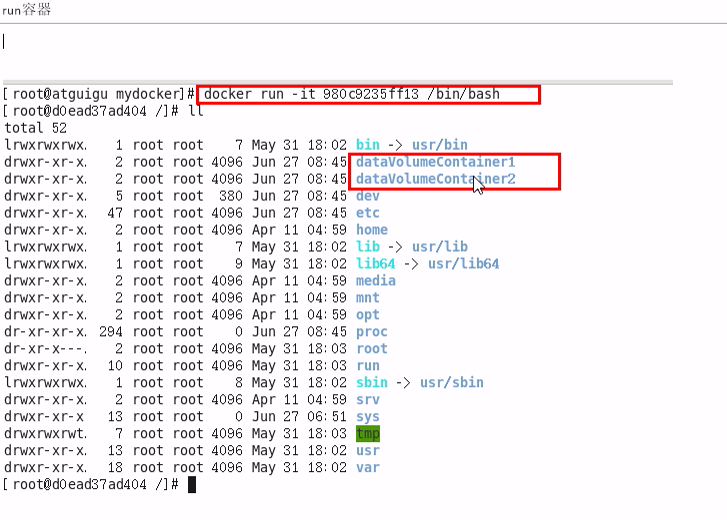 run容器
[root@atguigu mydocker]# docker run -it 980c9235ff13 /bin/bash
[root@d0ead37ad404 /]# ll
total 52
lrwxrwxrwx.   1 root root    7 May 31 18:02 bin -> usr/bin
drwxr-xr-x.   2 root root 4096 Jun 27 08:45 dataVolumeContainer1
drwxr-xr-x.   2 root root 4096 Jun 27 08:45 dataVolumeContainer2
drwxr-xr-x.   5 root root  380 Jun 27 08:45 dev
drwxr-xr-x.  47 root root 4096 Jun 27 08:45 etc
drwxr-xr-x.   2 root root 4096 Apr 11 04:59 home
lrwxrwxrwx.   1 root root    7 May 31 18:02 lib -> usr/lib
lrwxrwxrwx.   1 root root    9 May 31 18:02 lib64 -> usr/lib64
drwxr-xr-x.   2 root root 4096 Apr 11 04:59 media
drwxr-xr-x.   2 root root 4096 Apr 11 04:59 mnt
drwxr-xr-x.   2 root root 4096 Apr 11 04:59 opt
dr-xr-xr-x. 294 root root    0 Jun 27 08:45 proc
dr-xr-x---.   2 root root 4096 May 31 18:03 root
drwxr-xr-x.  10 root root 4096 May 31 18:03 run
lrwxrwxrwx.   1 root root    8 May 31 18:02 sbin -> usr/sbin
drwxr-xr-x.   2 root root 4096 Apr 11 04:59 srv
drwxr-xr-x   13 root root    0 Jun 27 06:51 sys
drwxrwxrwt.   7 root root 4096 May 31 18:03 tmp
drwxr-xr-x.  13 root root 4096 May 31 18:02 usr
drwxr-xr-x.  18 root root 4096 May 31 18:02 var
[root@d0ead37ad404 /]#